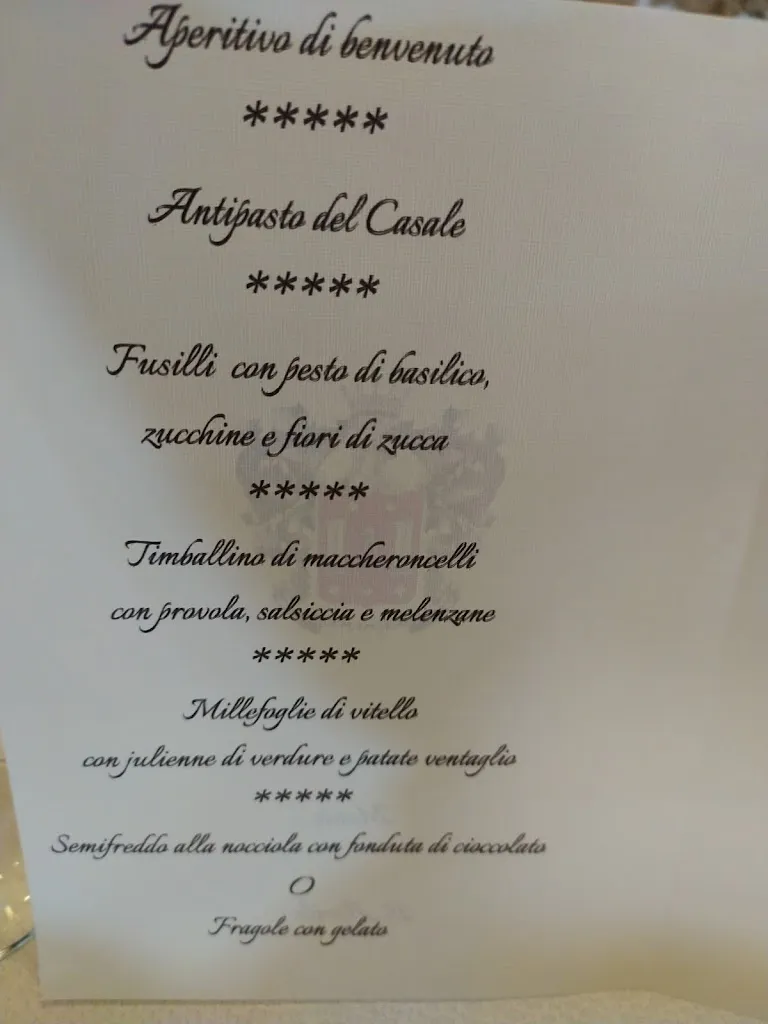 Aperitivo di benvenuto
*****
Antipasto del Casale
*****
Fusilli con pesto di basilico,
zucchine e fiori di zucca
*****
Timballino di maccheroncelli
con provola, salsiccia e melenzane
*****
Millefoglie di vitello
con julienne di verdure e patate ventaglio
*****
Semifreddo alla nocciola con fonduta di cioccolato
O
Fragole con gelato